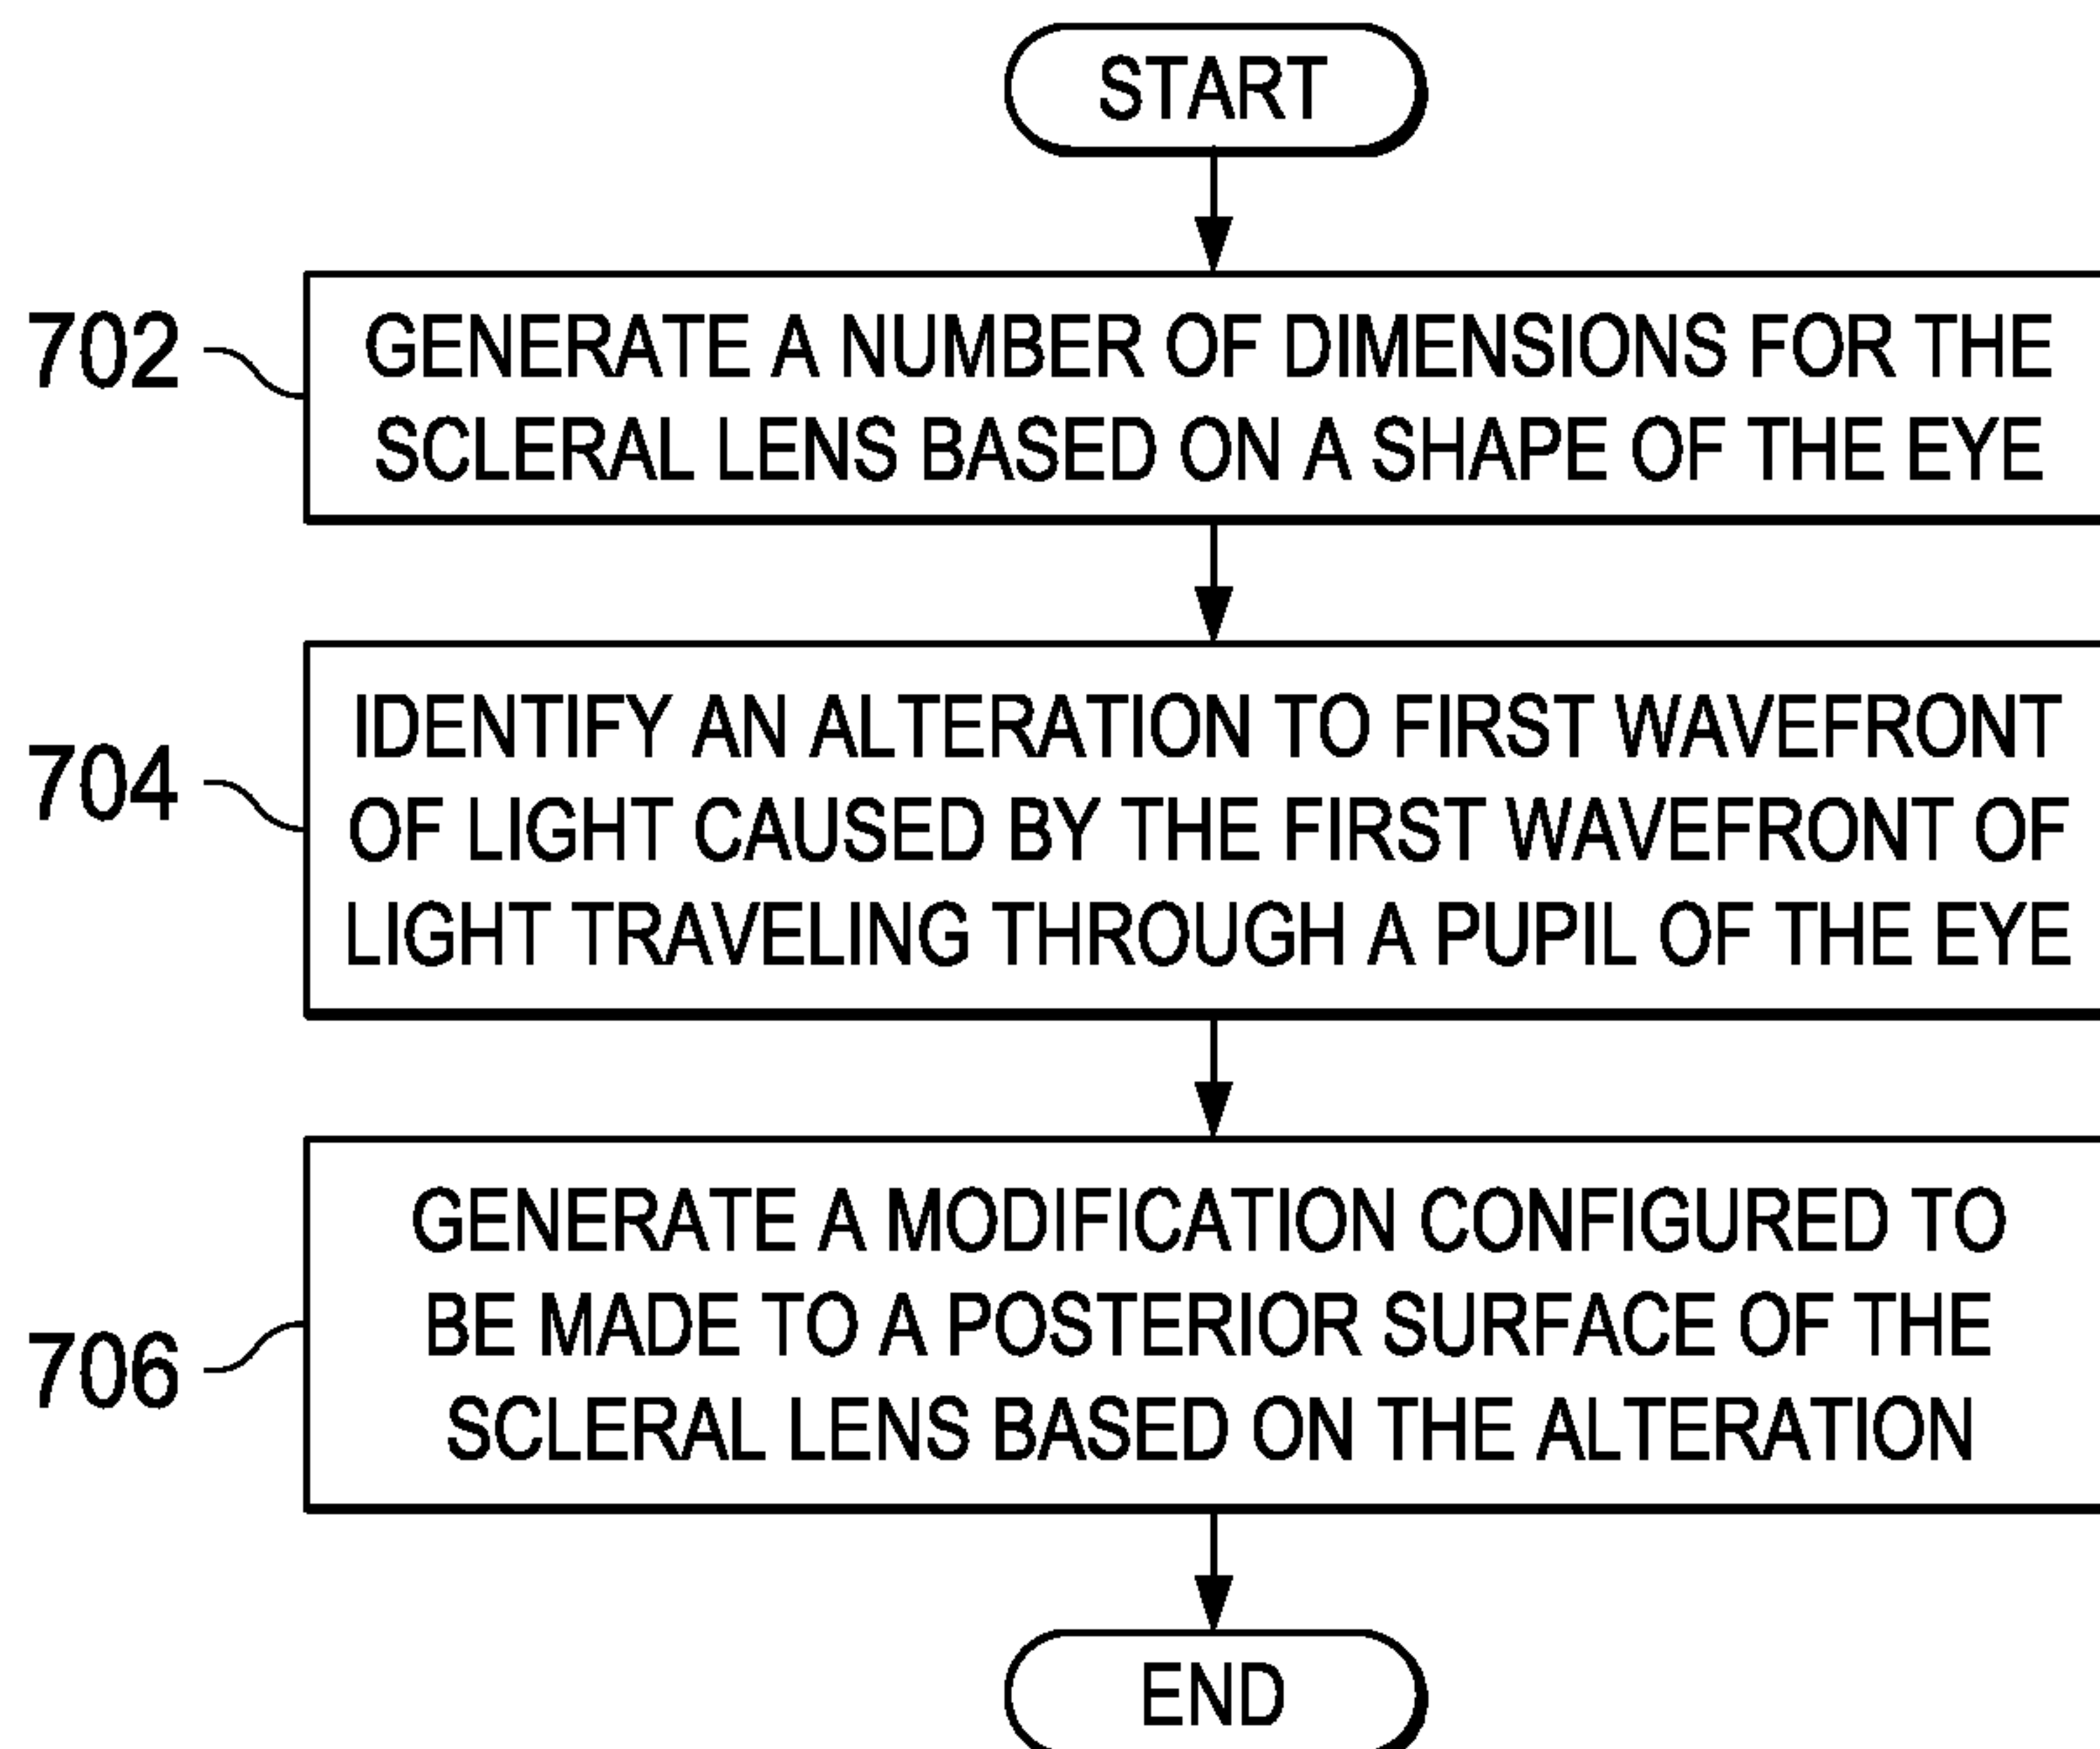 START
702
GENERATE A NUMBER OF DIMENSIONS FOR THE
SCLERAL LENS BASED ON A SHAPE OF THE EYE
704
IDENTIFY AN ALTERATION TO FIRST WAVEFRONT
OF LIGHT CAUSED BY THE FIRST WAVEFRONT OF
LIGHT TRAVELING THROUGH A PUPIL OF THE EYE
706
GENERATE A MODIFICATION CONFIGURED TO
BE MADE TO A POSTERIOR SURFACE OF THE
SCLERAL LENS BASED ON THE ALTERATION
END